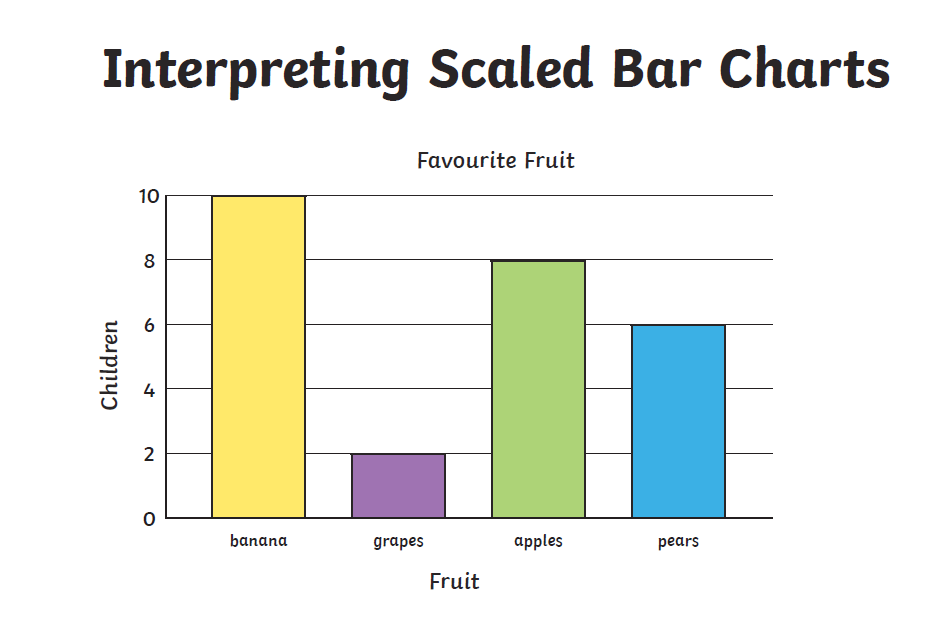 Interpreting Scaled Bar Charts
Favourite Fruit
10
8
6
4
2
0
Children
banana grapes apples pears
Fruit